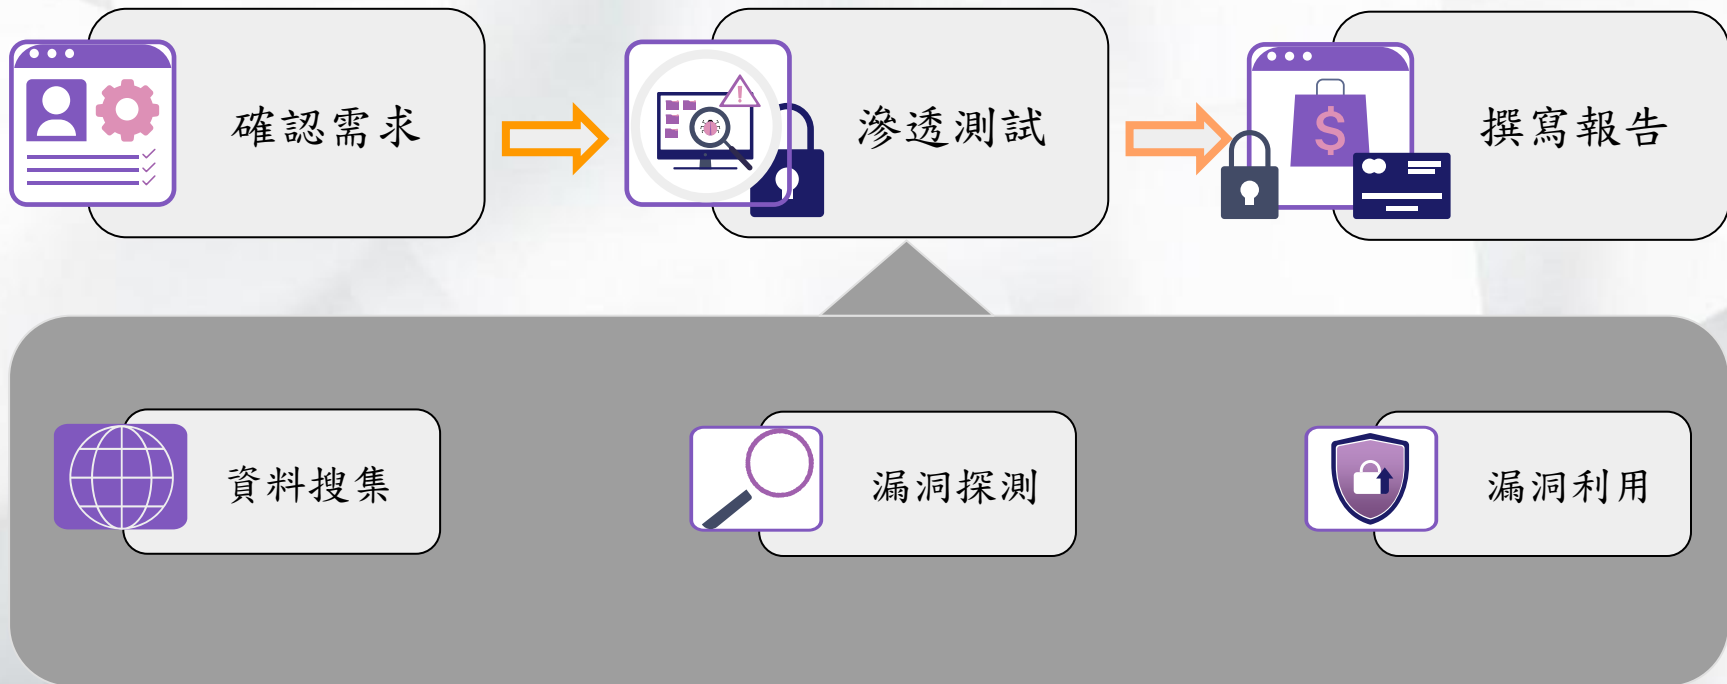 確認需求
滲透測試
撰寫報告
資料搜集
漏洞探測
漏洞利用